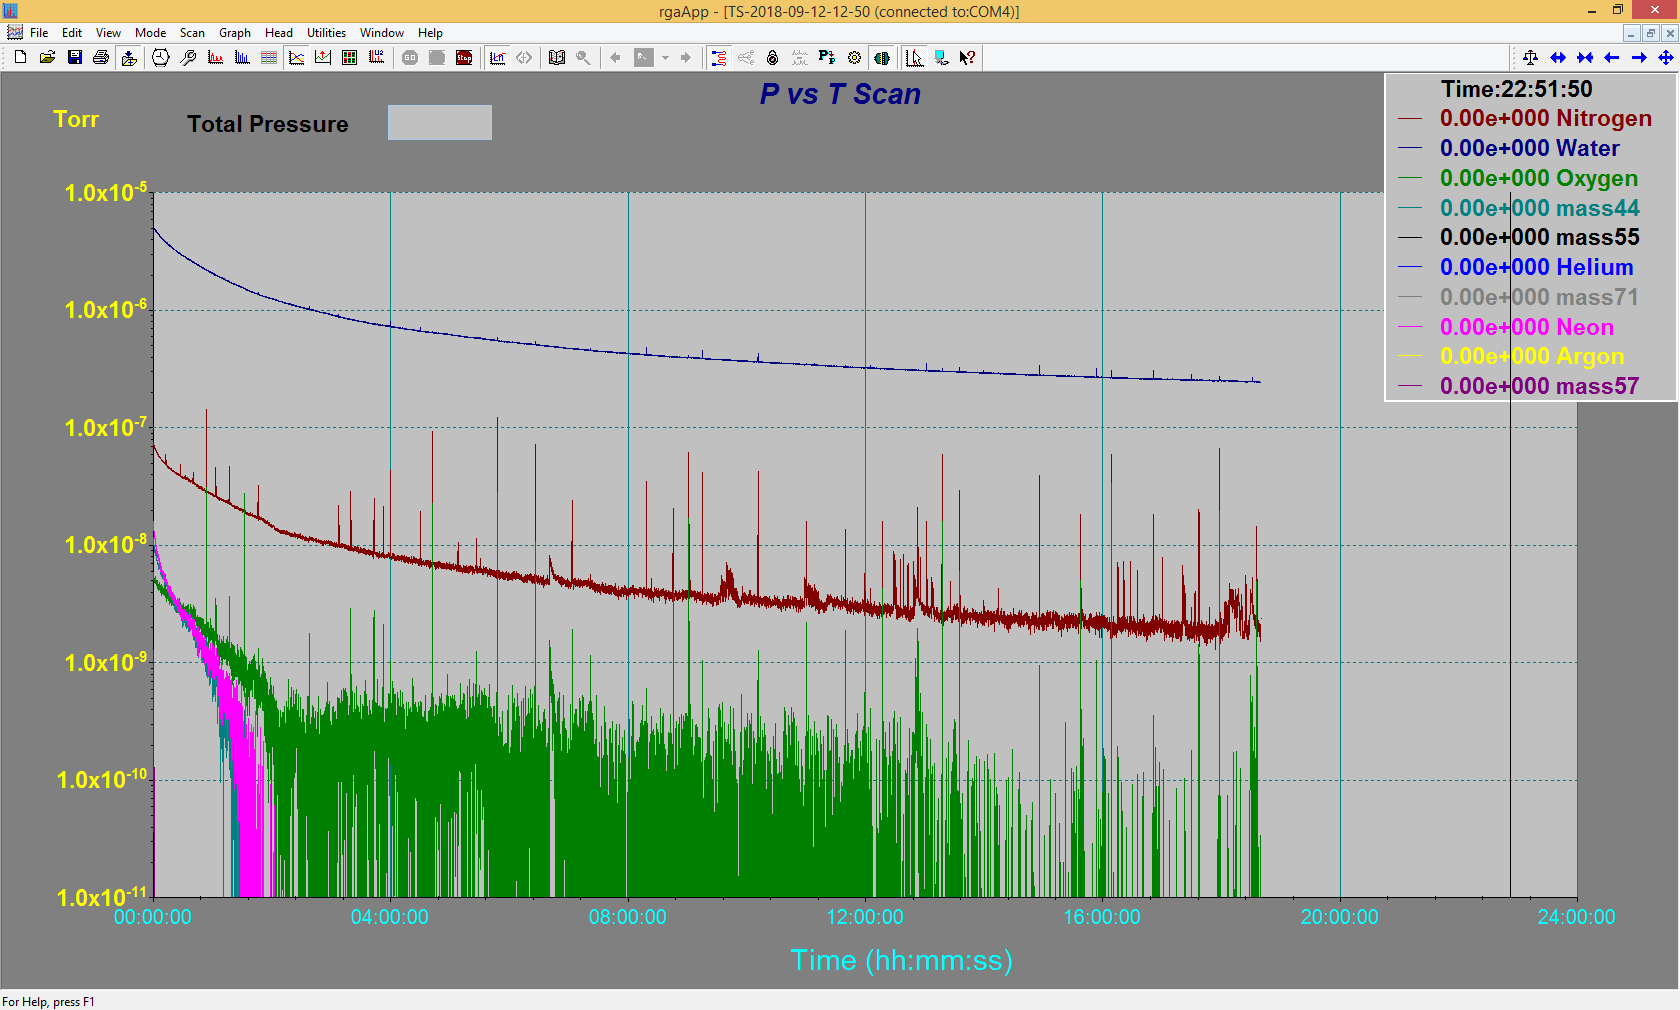 rgaApp - [TS-2018-09-12-12-50 (connected to:COM4)]
File Edit View Mode Scan Graph Head Utilities Window Help
GO Stop
P vs T Scan
Torr
Total Pressure
Time:22:51:50
0.00e+000 Nitrogen
0.00e+000 Water
0.00e+000 Oxygen
0.00e+000 mass44
0.00e+000 mass55
0.00e+000 Helium
0.00e+000 mass71
0.00e+000 Neon
0.00e+000 Argon
0.00e+000 mass57
1.0x10-5
1.0x10-6
1.0x10-7
1.0x10-8
1.0x10-9
1.0x10-10
1.0x10-11
00:00:00 04:00:00 08:00:00 12:00:00 16:00:00 20:00:00 24:00:00
Time (hh:mm:ss)
For Help, press F1